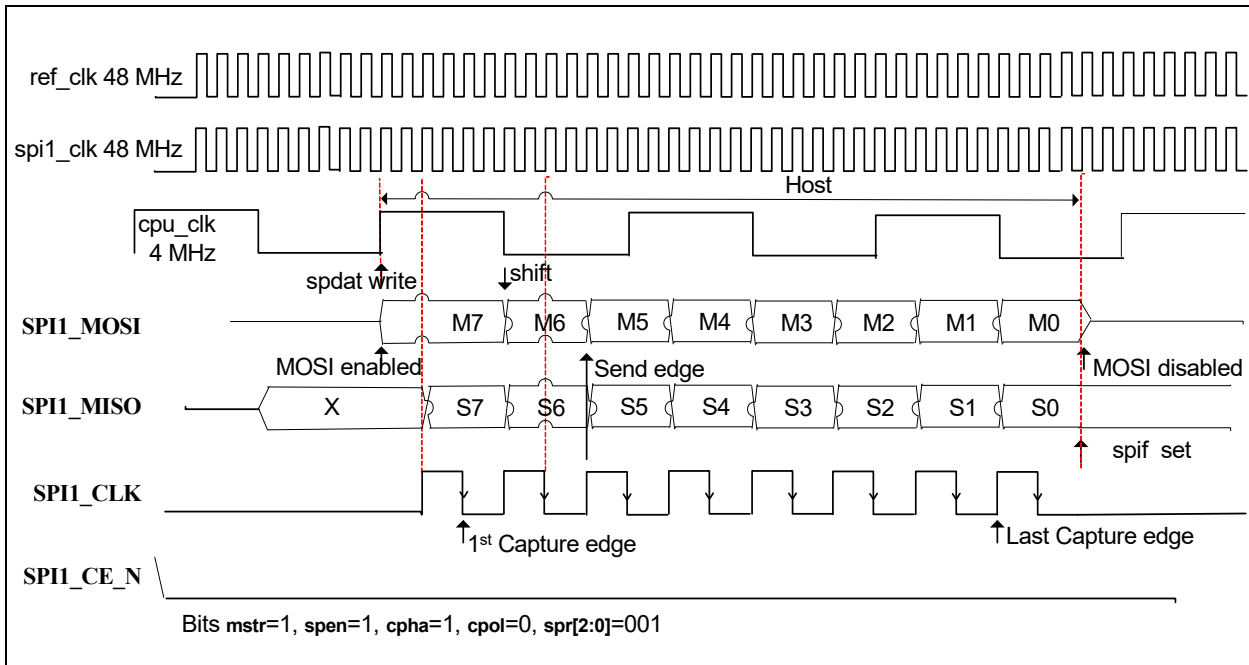 ref_clk 48 MHz
spi1_clk 48 MHz
Host
cpu_clk
4 MHz
spdat write
shift
SPI1_MOSI
M7 M6 M5 M4 M3 M2 M1 M0
MOSI enabled
Send edge
MOSI disabled
SPI1_MISO
X S7 S6 S5 S4 S3 S2 S1 S0
spif set
SPI1_CLK
1st Capture edge
Last Capture edge
SPI1_CE_N
Bits mstr=1, spen=1, cpha=1, cpol=0, spr[2:0]=001